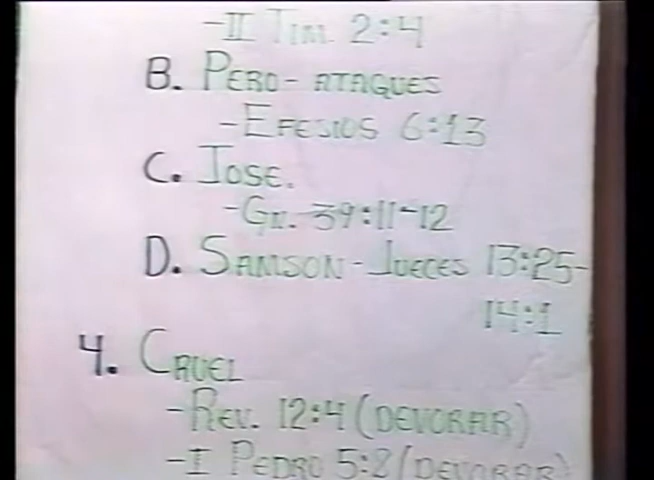 -II Tim. 2:4
B. PERO- ATAQUES
-EFESIOS 6:13
C. JOSE.
-Gn. 39:11-12
D. SAMSON-JUECES 13:25-
14:1
4. CRUEL
-REV. 12:4 (DEVORAR)
-I PEDRO 5:8 (DEVORAR)